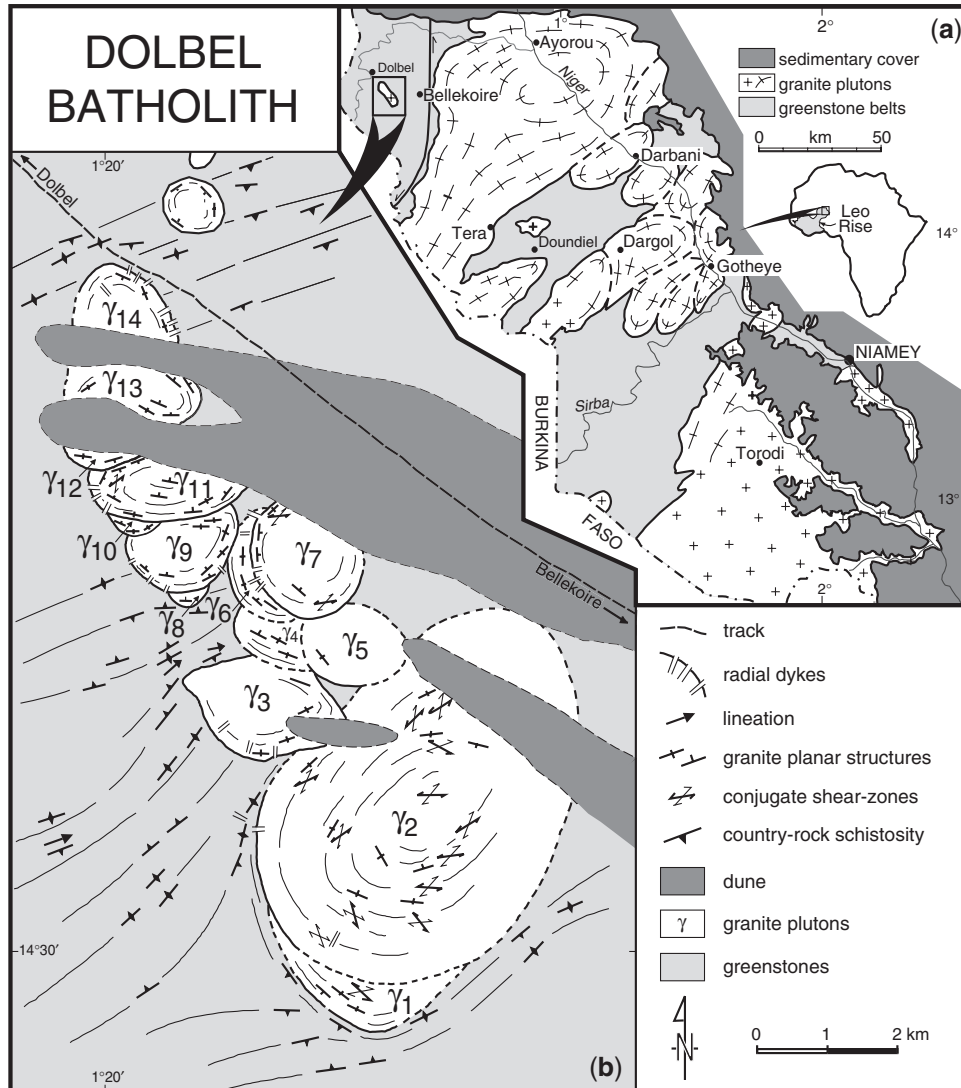 DOLBEL
BATHOLITH
(a)
1°
2°
Ayorou
Dolbel
Bellekoire
Niger
Darbani
Tera
Doundiel
Dargol
Gotheye
NIAMEY
Sirba
Torodi
BURKINA
FASO
14°
13°
2°
sedimentary cover
granite plutons
greenstone belts
0 km 50
Leo
Rise
1°20'
Dolbel
γ14
γ13
γ12
γ11
γ10
γ9
γ8
γ7
γ6
γ4
γ5
γ3
γ2
γ1
Bellekoire
14°30'
1°20'
(b)
track
radial dykes
lineation
granite planar structures
conjugate shear-zones
country-rock schistosity
dune
γ granite plutons
greenstones
N
0 1 2 km